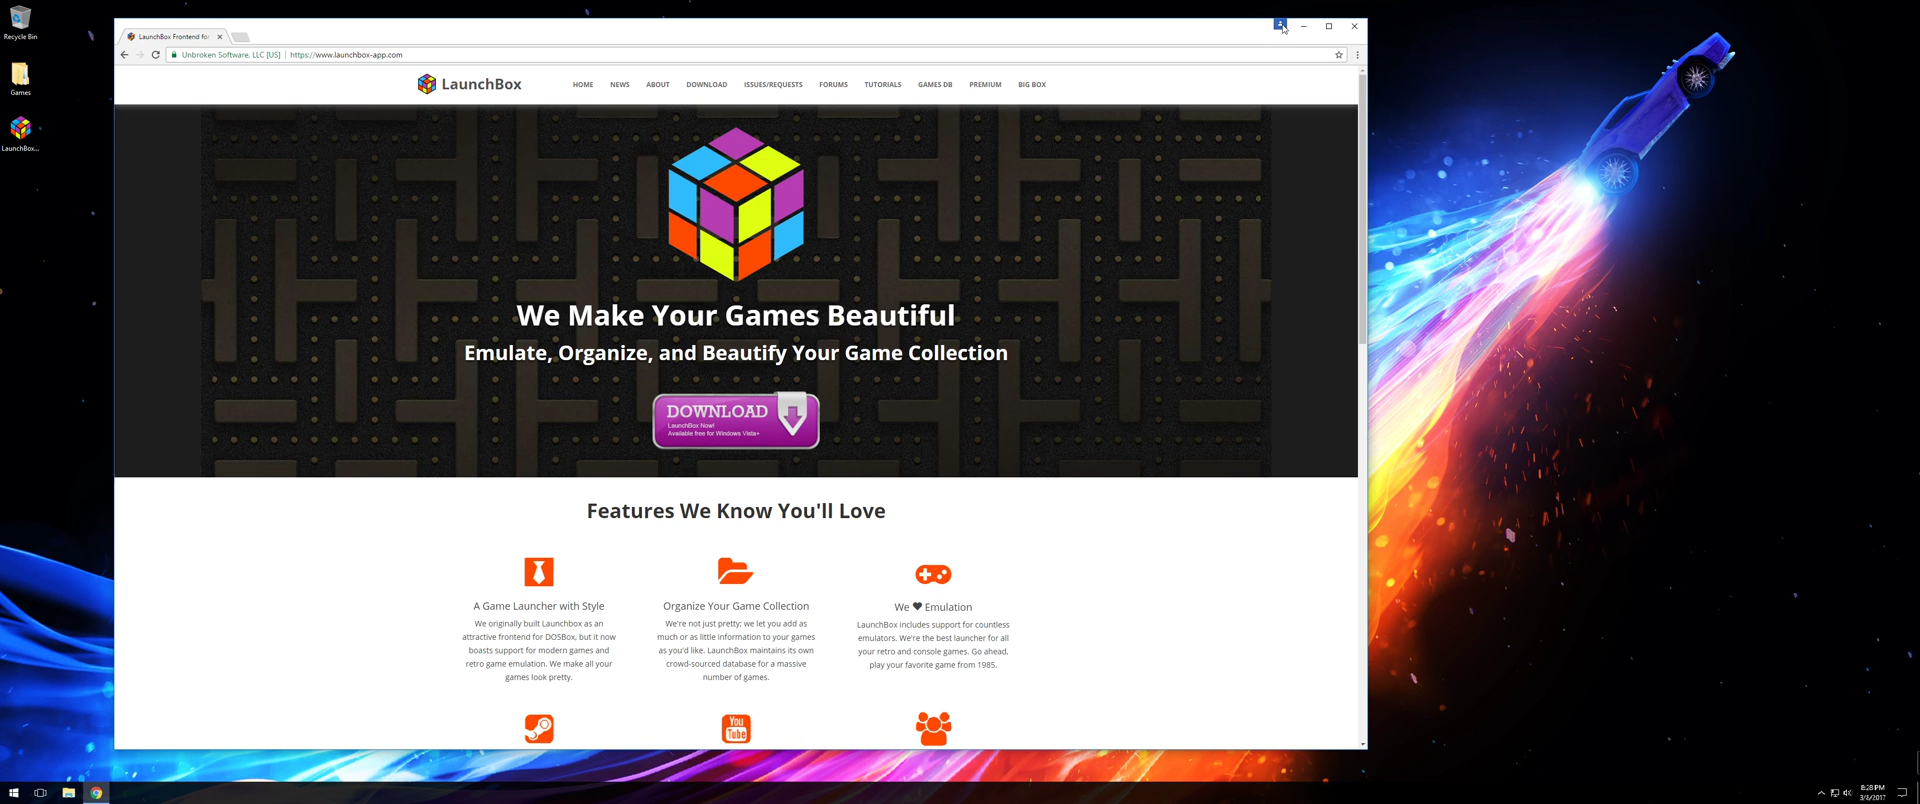 Recycle Bin
Games
LaunchBox...
LaunchBox Frontend for
Unbroken Software, LLC [US]
https://www.launchbox-app.com
LaunchBox
HOME NEWS ABOUT DOWNLOAD ISSUES/REQUESTS FORUMS TUTORIALS GAMES DB PREMIUM BIG BOX
We Make Your Games Beautiful
Emulate, Organize, and Beautify Your Game Collection
DOWNLOAD
LaunchBox Now!
Available free for Windows Vista+
Features We Know You'll Love
A Game Launcher with Style
We originally built Launchbox as an
attractive frontend for DOSBox, but it now
boasts support for modern games and
retro game emulation. We make all your
games look pretty.
Organize Your Game Collection
We're not just pretty; we let you add as
much or as little information to your games
as you'd like. LaunchBox maintains its own
crowd-sourced database for a massive
number of games.
We ♥ Emulation
LaunchBox includes support for countless
emulators. We're the best launcher for all
your retro and console games. Go ahead,
play your favorite game from 1985.
You
Tube
8:28 PM
3/8/2017